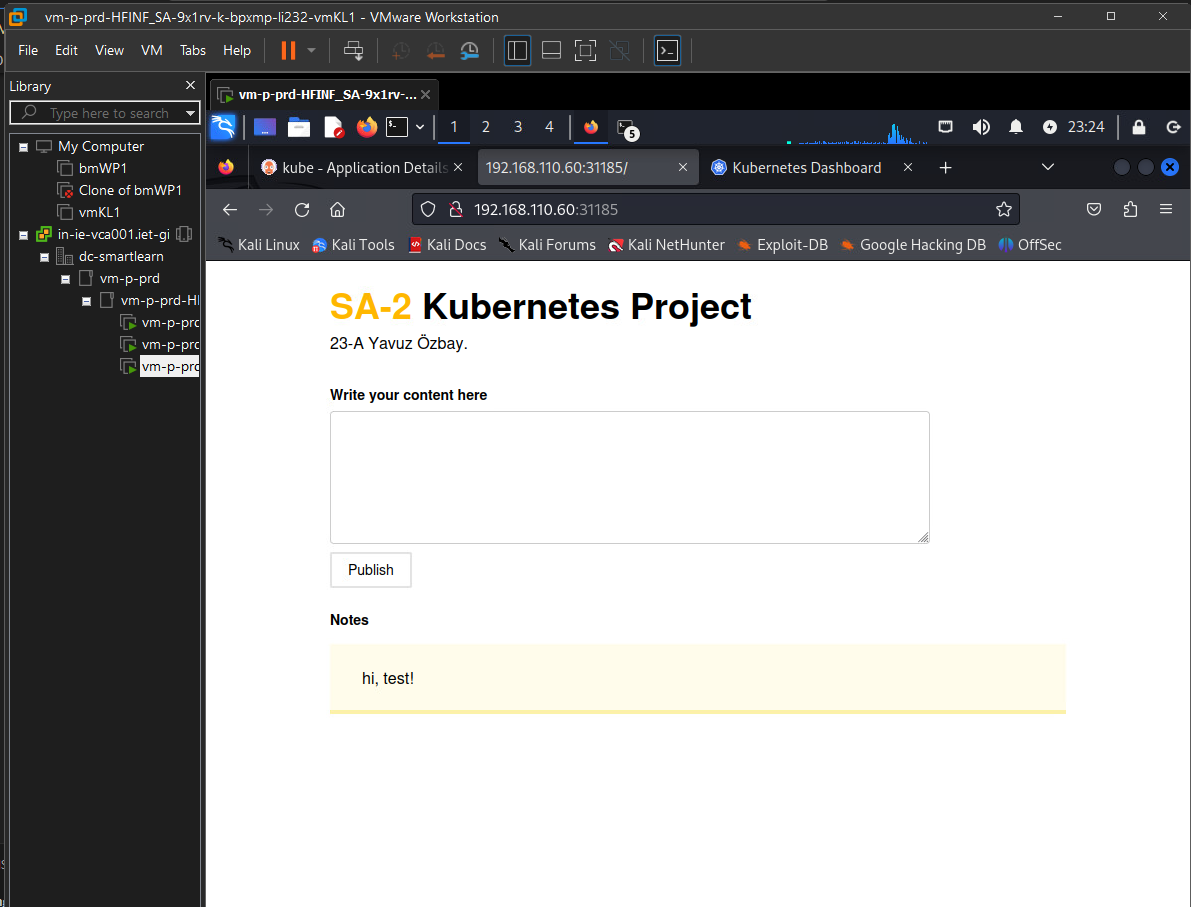 vm-p-prd-HFINF_SA-9x1rv-k-bpxmp-li232-vmKL1 - VMware Workstation
File Edit View VM Tabs Help
Library
Type here to search
My Computer
bmWP1
Clone of bmWP1
vmKL1
in-ie-vca001.iet-gi
dc-smartlearn
vm-p-prd
vm-p-prd-HI
vm-p-prd
vm-p-prd
vm-p-prd
vm-p-prd-HFINF_SA-9x1rv-...
1 2 3 4 5 23:24
kube - Application Details 192.168.110.60:31185/ Kubernetes Dashboard
192.168.110.60:31185
Kali Linux Kali Tools Kali Docs Kali Forums Kali NetHunter Exploit-DB Google Hacking DB OffSec
SA-2 Kubernetes Project
23-A Yavuz Özbay.
Write your content here
Publish
Notes
hi, test!